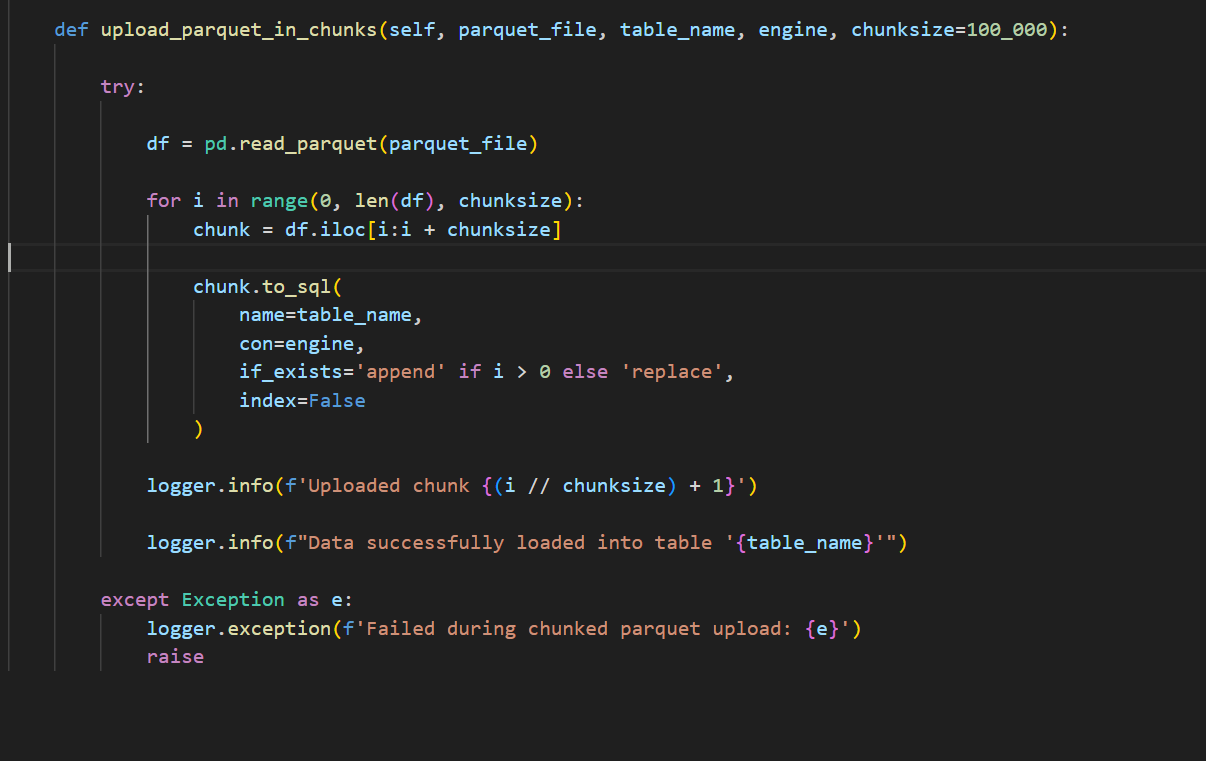 def upload_parquet_in_chunks(self, parquet_file, table_name, engine, chunksize=100_000):
try:
df = pd.read_parquet(parquet_file)
for i in range(0, len(df), chunksize):
chunk = df.iloc[i:i + chunksize]
chunk.to_sql(
name=table_name,
con=engine,
if_exists='append' if i > 0 else 'replace',
index=False
)
logger.info(f'Uploaded chunk {(i // chunksize) + 1}')
logger.info(f"Data successfully loaded into table '{table_name}'")
except Exception as e:
logger.exception(f'Failed during chunked parquet upload: {e}')
raise